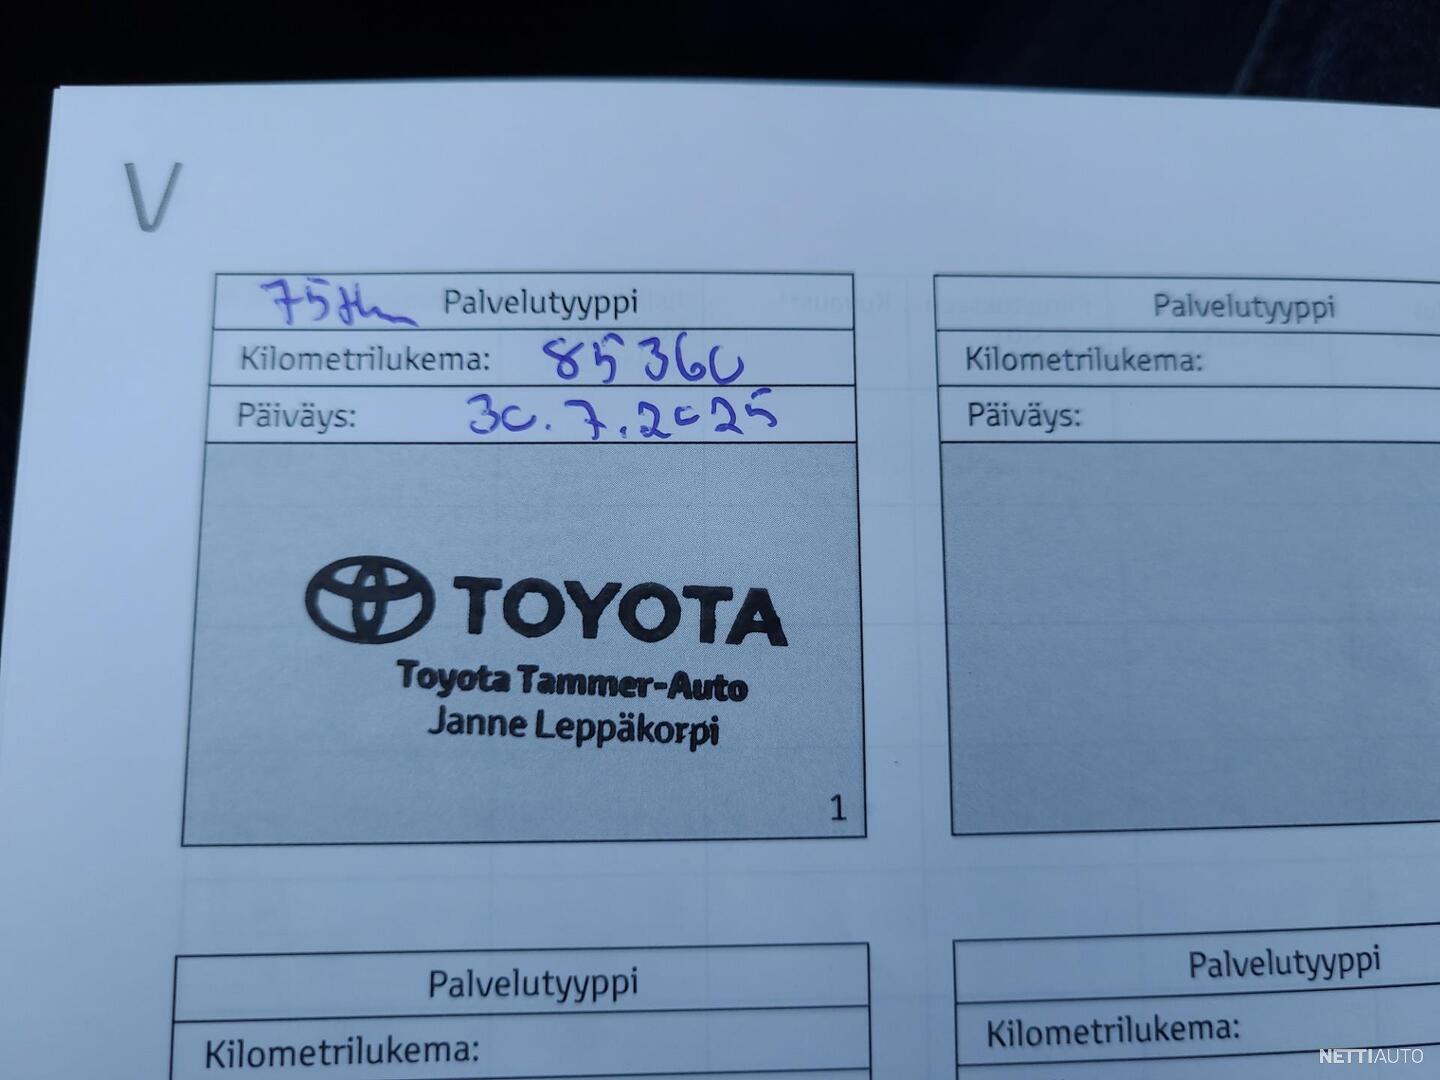 V
75tkm Palvelutyyppi
Kilometrilukema: 85360
Päiväys: 30.7.2025
TOYOTA
Toyota Tammer-Auto
Janne Leppäkorpi
1
Palvelutyyppi
Kilometrilukema:
Päiväys:
Palvelutyyppi
Kilometrilukema:
Palvelutyyppi
Kilometrilukema:
NETTIAUTO